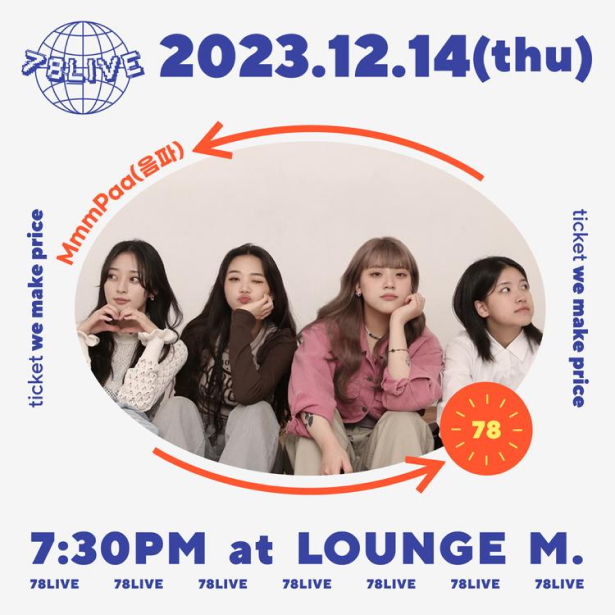 78LIVE
2023.12.14(thu)
MmmPaa(음파)
ticket we make price
ticket we make price
78
7:30PM at LOUNGE M.
78LIVE 78LIVE 78LIVE 78LIVE 78LIVE 78LIVE 78LIVE